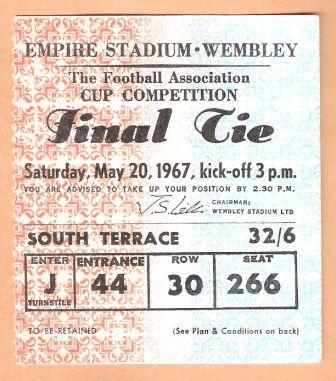 EMPIRE STADIUM · WEMBLEY
The Football Association
CUP COMPETITION
Final Tie
Saturday, May 20, 1967, kick-off 3 p.m.
YOU ARE ADVISED TO TAKE UP YOUR POSITION BY 2.30 P.M.
CHAIRMAN:
WEMBLEY STADIUM LTD
SOUTH TERRACE 32/6
ENTER ENTRANCE ROW SEAT
J 44 30 266
TURNSTILE
TO BE RETAINED (See Plan & Conditions on back)